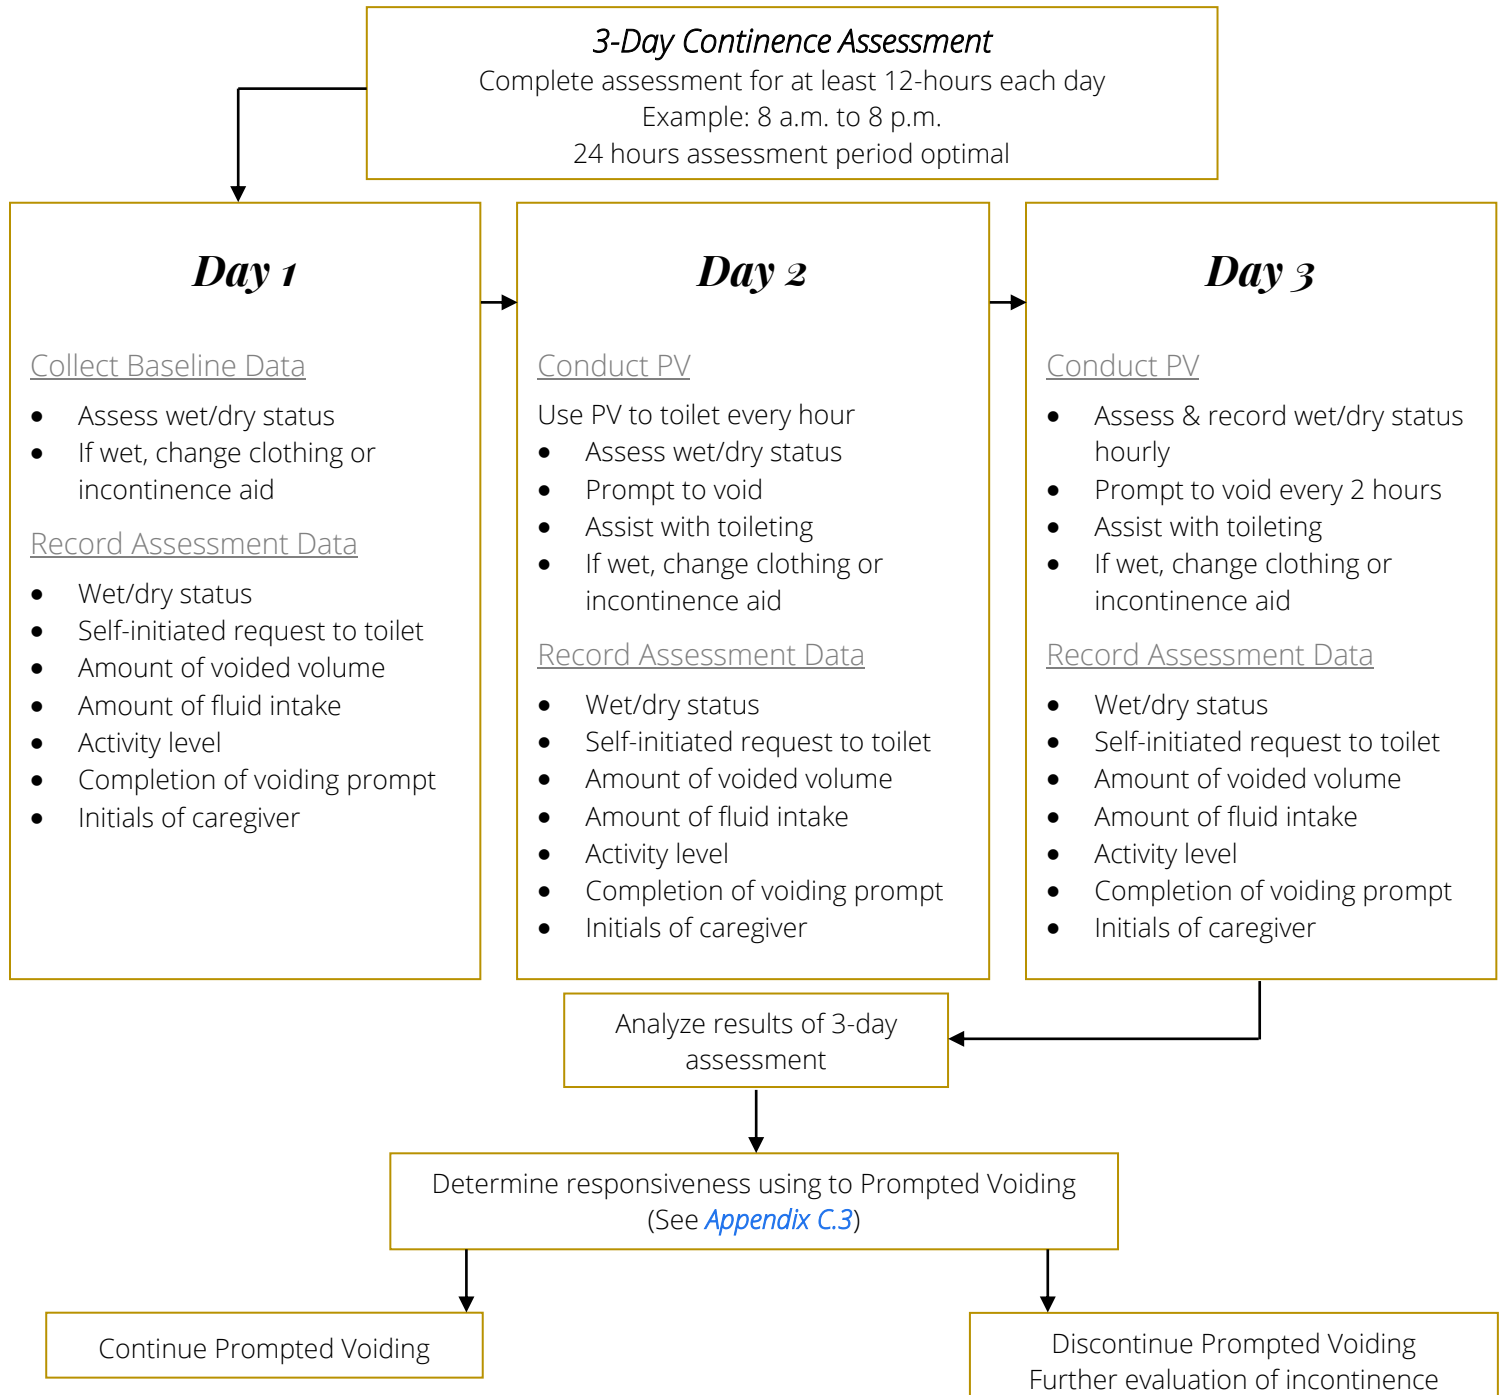 3-Day Continence Assessment
Complete assessment for at least 12-hours each day
Example: 8 a.m. to 8 p.m.
24 hours assessment period optimal
Day 1
Collect Baseline Data
• Assess wet/dry status
• If wet, change clothing or
incontinence aid
Record Assessment Data
• Wet/dry status
• Self-initiated request to toilet
• Amount of voided volume
• Amount of fluid intake
• Activity level
• Completion of voiding prompt
• Initials of caregiver
Day 2
Conduct PV
Use PV to toilet every hour
• Assess wet/dry status
• Prompt to void
• Assist with toileting
• If wet, change clothing or
incontinence aid
Record Assessment Data
• Wet/dry status
• Self-initiated request to toilet
• Amount of voided volume
• Amount of fluid intake
• Activity level
• Completion of voiding prompt
• Initials of caregiver
Day 3
Conduct PV
• Assess & record wet/dry status
hourly
• Prompt to void every 2 hours
• Assist with toileting
• If wet, change clothing or
incontinence aid
Record Assessment Data
• Wet/dry status
• Self-initiated request to toilet
• Amount of voided volume
• Amount of fluid intake
• Activity level
• Completion of voiding prompt
• Initials of caregiver
Analyze results of 3-day
assessment
Determine responsiveness using to Prompted Voiding
(See Appendix C.3)
Continue Prompted Voiding
Discontinue Prompted Voiding
Further evaluation of incontinence